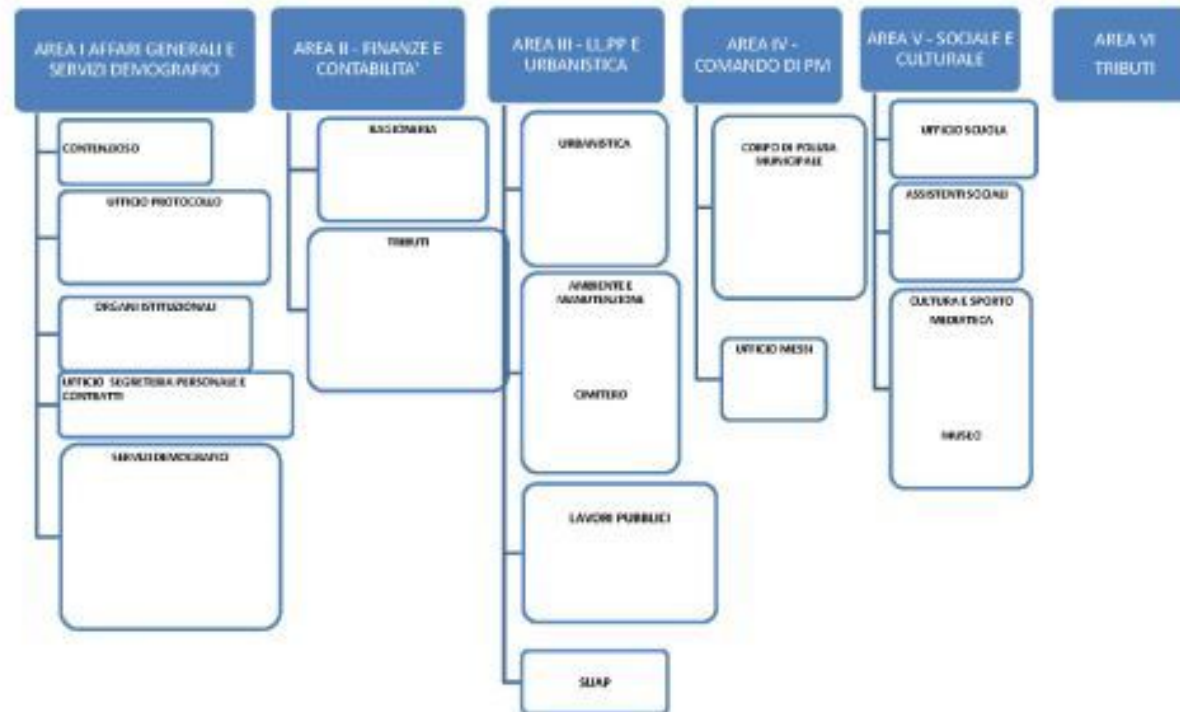 AREA I AFFARI GENERALI E
SERVIZI DEMOGRAFICI
CONTENZIOSO
UFFICIO PROTOCOLLO
ORGANI ISTITUZIONALI
UFFICIO SEGRETERIA PERSONALE E
CONTRATTI
SERVIZI DEMOGRAFICI
AREA II - FINANZE E
CONTABILITA'
RAGIONERIA
TRIBUTI
AREA III - LL.PP E
URBANISTICA
URBANISTICA
AMBIENTE E
MANUTENZIONE
CIMITERO
LAVORI PUBBLICI
SUAP
AREA IV -
COMANDO DI PM
CORPO DI POLIZIA
MUNICIPALE
UFFICIO MESSI
AREA V - SOCIALE E
CULTURALE
UFFICIO SCUOLA
ASSISTENTI SOCIALI
CULTURA E SPORTO
MEDIATECA
MUSEO
AREA VI
TRIBUTI